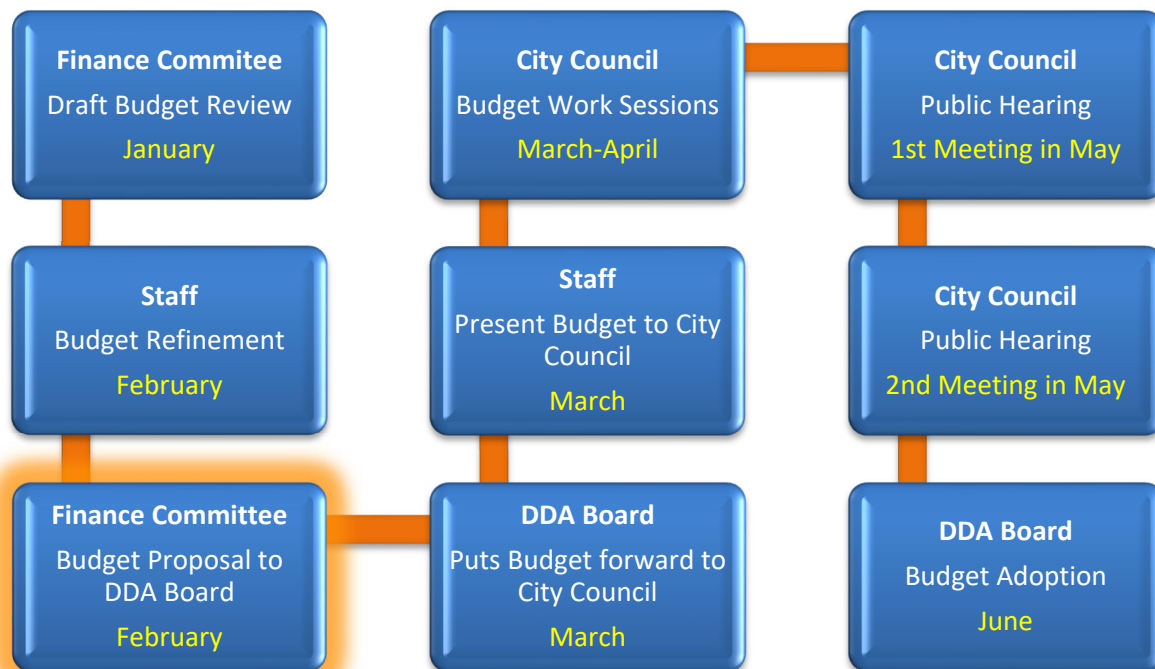 Finance Commitee
Draft Budget Review
January
Staff
Budget Refinement
February
Finance Committee
Budget Proposal to
DDA Board
February
DDA Board
Puts Budget forward to
City Council
March
Staff
Present Budget to City
Council
March
City Council
Budget Work Sessions
March-April
City Council
Public Hearing
1st Meeting in May
City Council
Public Hearing
2nd Meeting in May
DDA Board
Budget Adoption
June